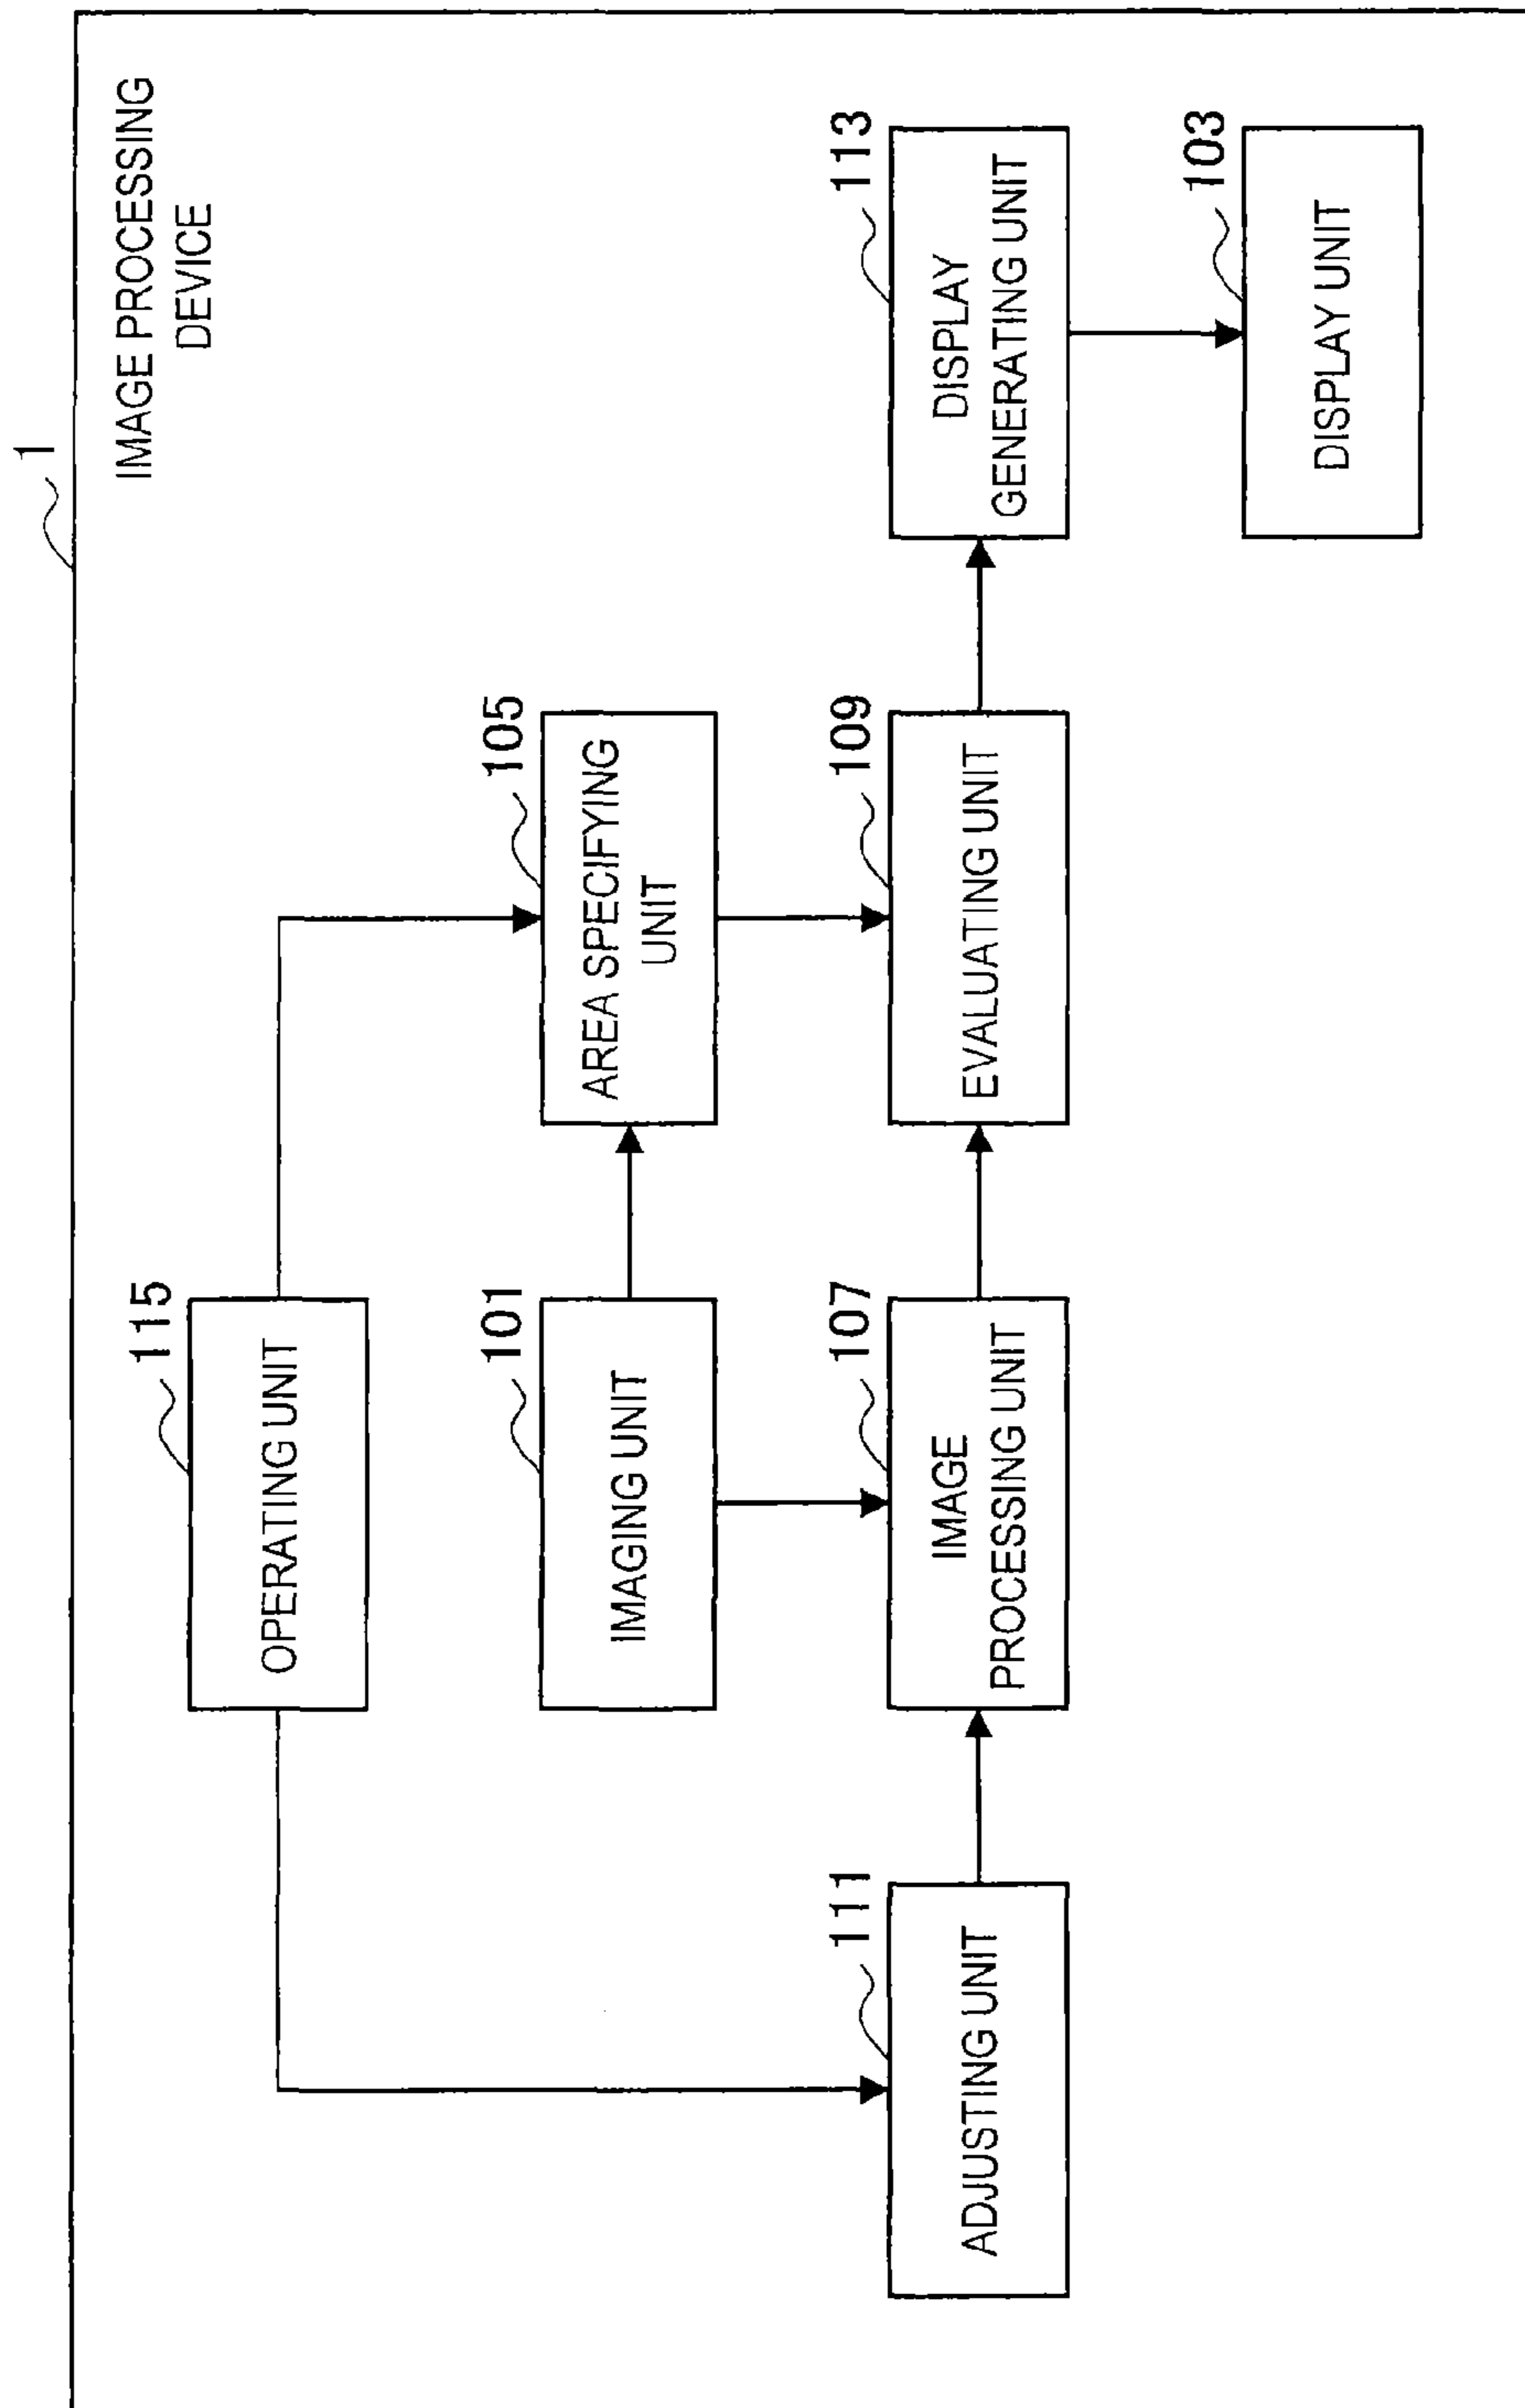 1
IMAGE PROCESSING
DEVICE
115
OPERATING UNIT
101
IMAGING UNIT
105
AREA SPECIFYING
UNIT
111
ADJUSTING UNIT
107
IMAGE
PROCESSING UNIT
109
EVALUATING UNIT
113
DISPLAY
GENERATING UNIT
103
DISPLAY UNIT